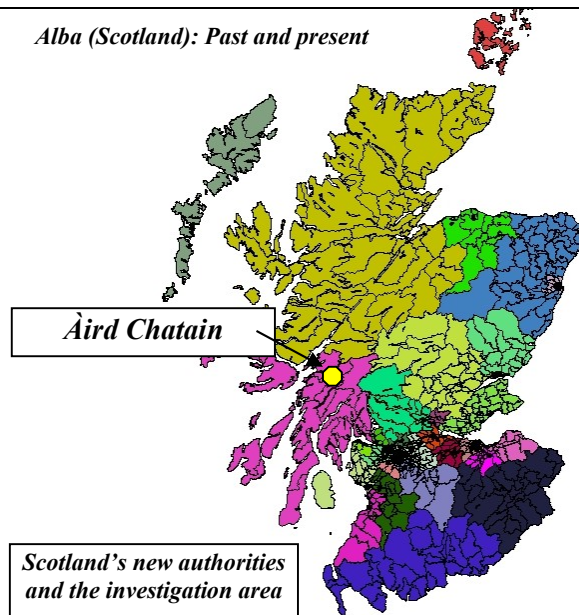 Alba (Scotland): Past and present
Àird Chatain
Scotland's new authorities
and the investigation area